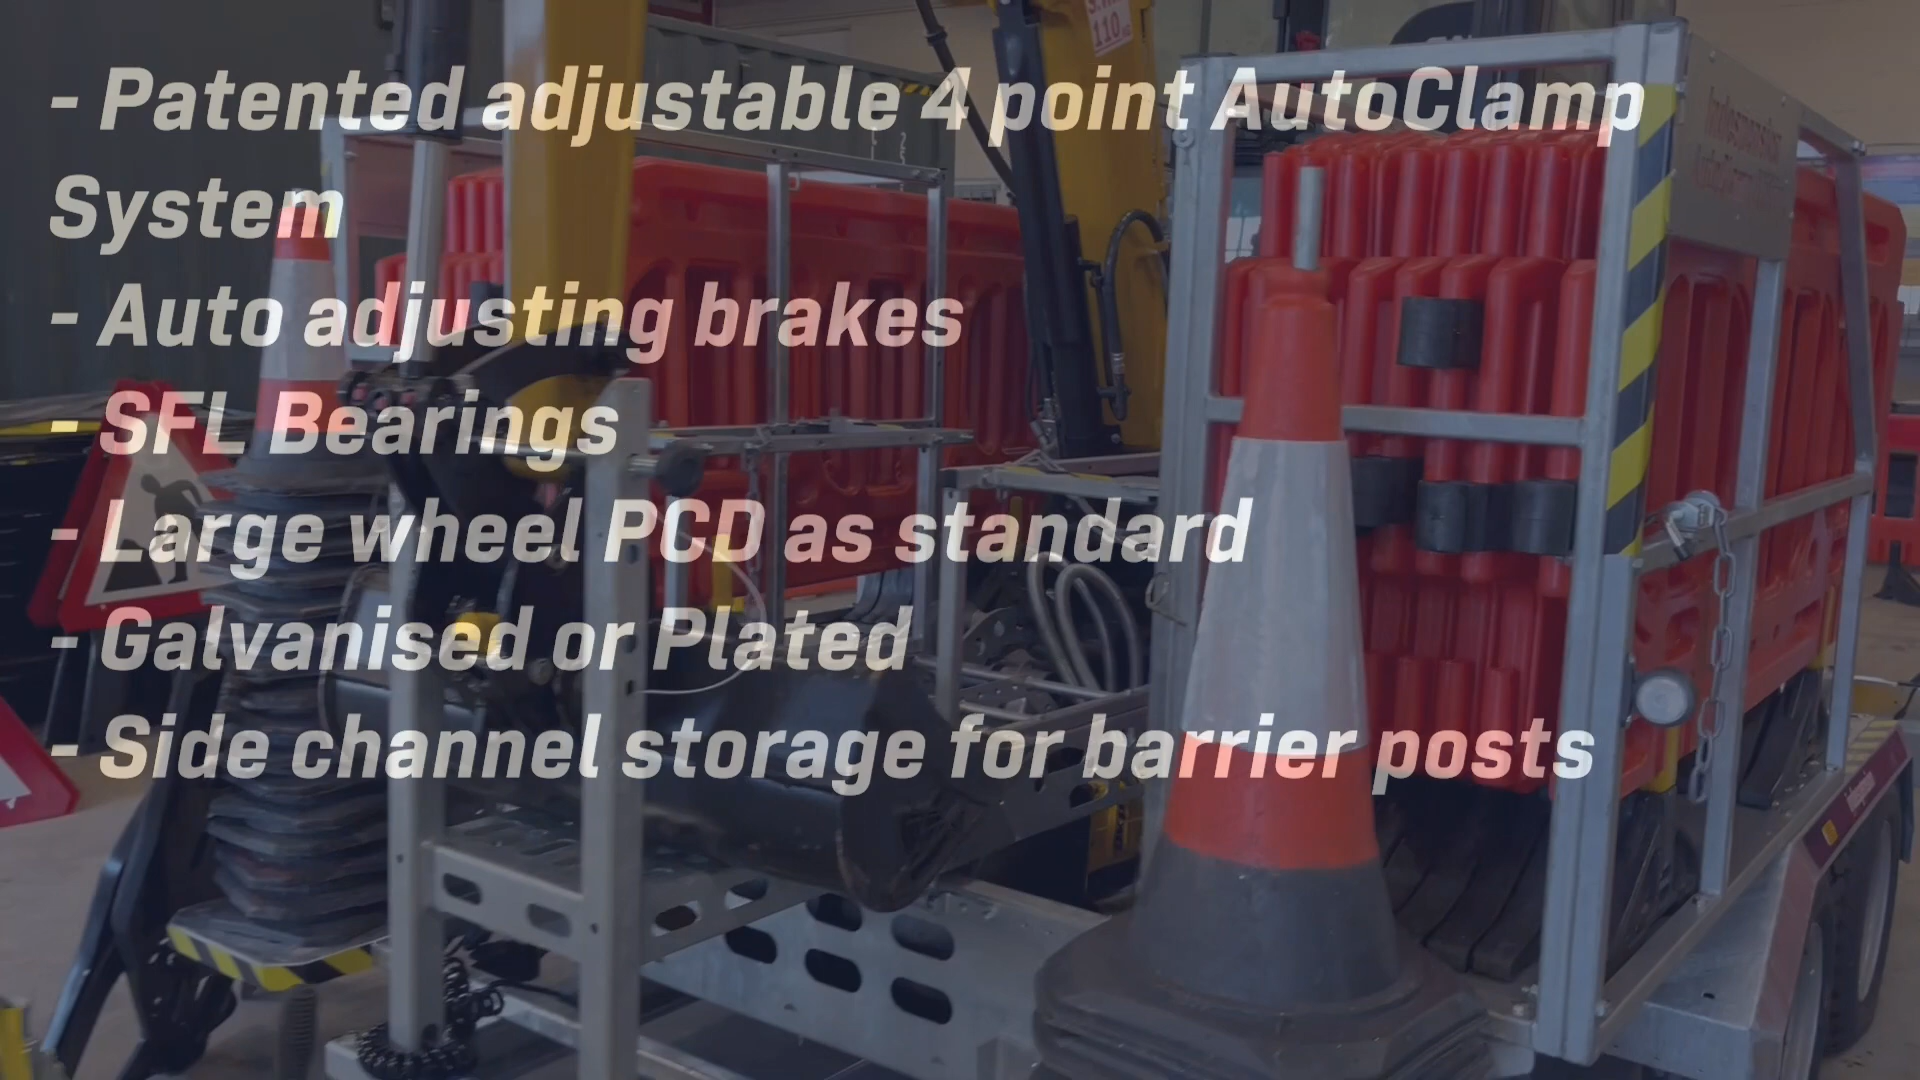 - Patented adjustable 4 point AutoClamp
System
- Auto adjusting brakes
- SFL Bearings
- Large wheel PCD as standard
- Galvanised or Plated
- Side channel storage for barrier posts
110